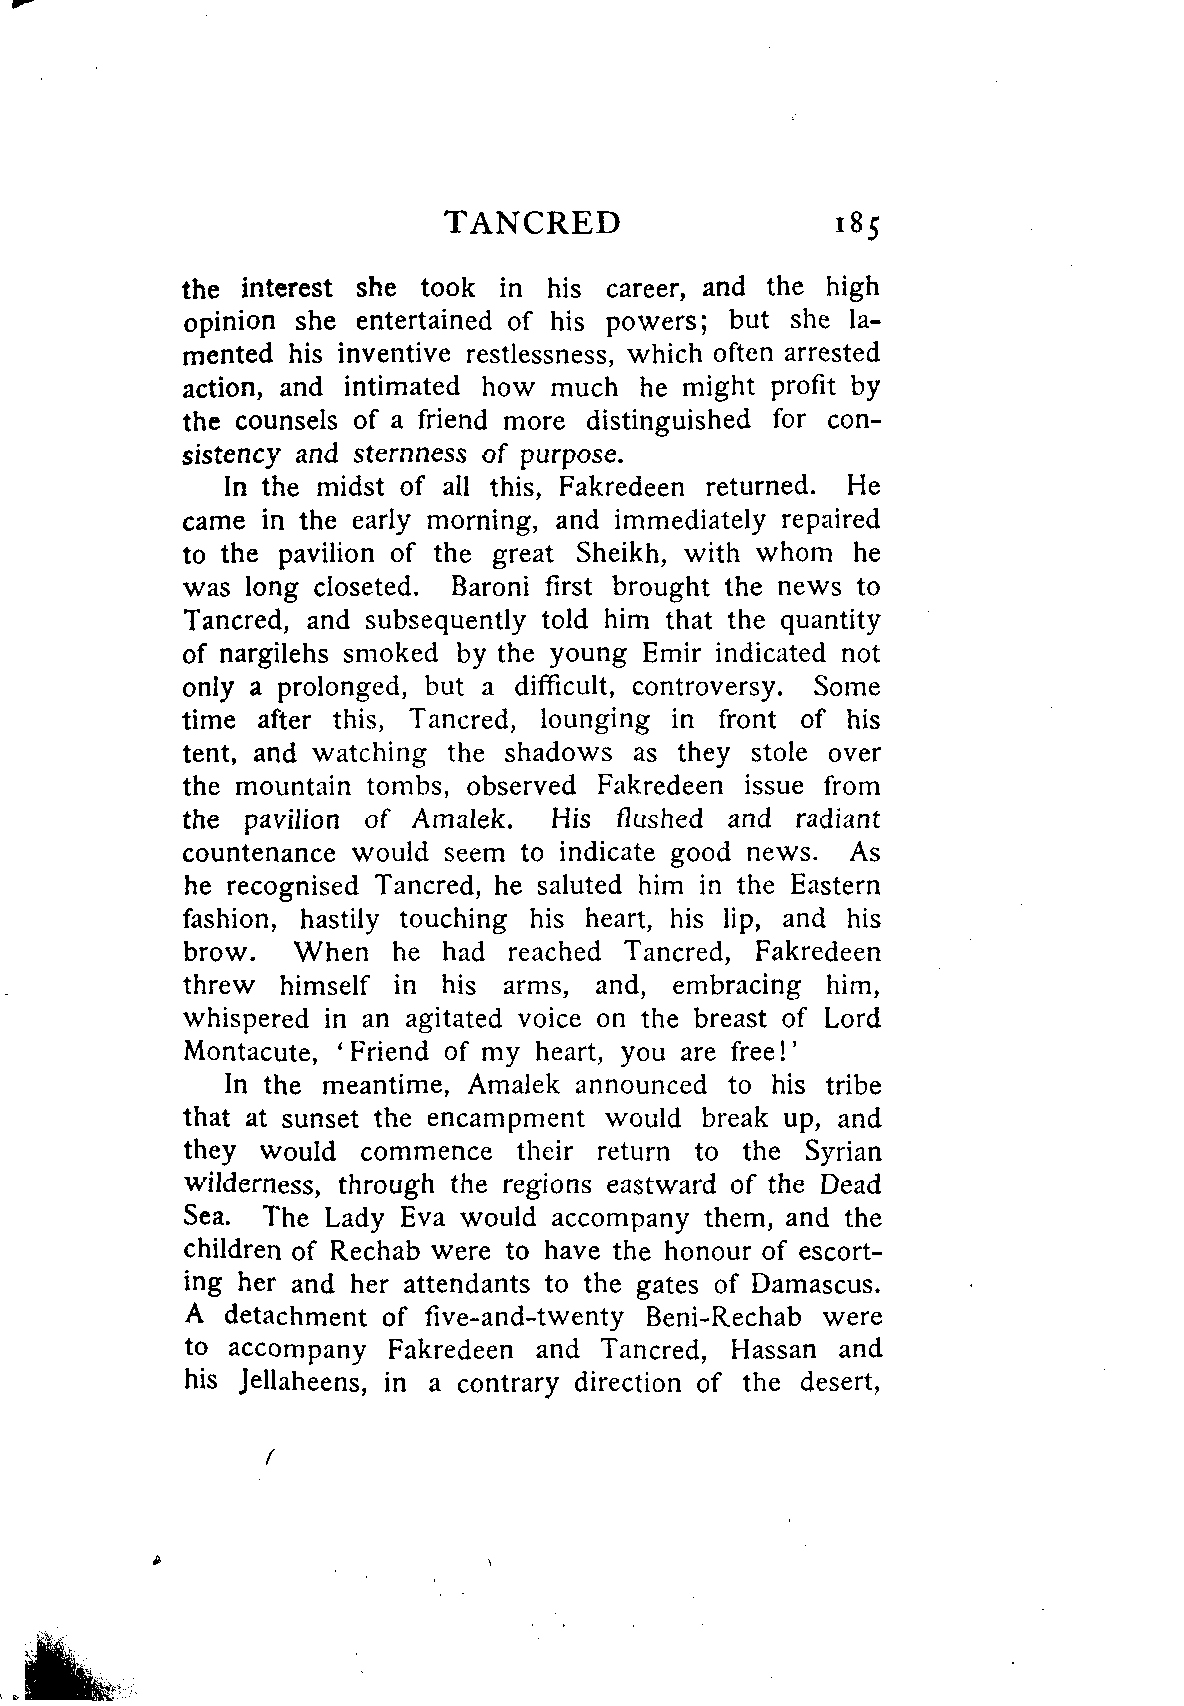 TANCRED 185
the interest she took in his career, and the high
opinion she entertained of his powers; but she la-
mented his inventive restlessness, which often arrested
action, and intimated how much he might profit by
the counsels of a friend more distinguished for con-
sistency and sternness of purpose.
In the midst of all this, Fakredeen returned. He
came in the early morning, and immediately repaired
to the pavilion of the great Sheikh, with whom he
was long closeted. Baroni first brought the news to
Tancred, and subsequently told him that the quantity
of nargilehs smoked by the young Emir indicated not
only a prolonged, but a difficult, controversy. Some
time after this, Tancred, lounging in front of his
tent, and watching the shadows as they stole over
the mountain tombs, observed Fakredeen issue from
the pavilion of Amalek. His flushed and radiant
countenance would seem to indicate good news. As
he recognised Tancred, he saluted him in the Eastern
fashion, hastily touching his heart, his lip, and his
brow. When he had reached Tancred, Fakredeen
threw himself in his arms, and, embracing him,
whispered in an agitated voice on the breast of Lord
Montacute, ‘Friend of my heart, you are free!’
In the meantime, Amalek announced to his tribe
that at sunset the encampment would break up, and
they would commence their return to the Syrian
wilderness, through the regions eastward of the Dead
Sea. The Lady Eva would accompany them, and the
children of Rechab were to have the honour of escort-
ing her and her attendants to the gates of Damascus.
A detachment of five-and-twenty Beni-Rechab were
to accompany Fakredeen and Tancred, Hassan and
his Jellaheens, in a contrary direction of the desert,